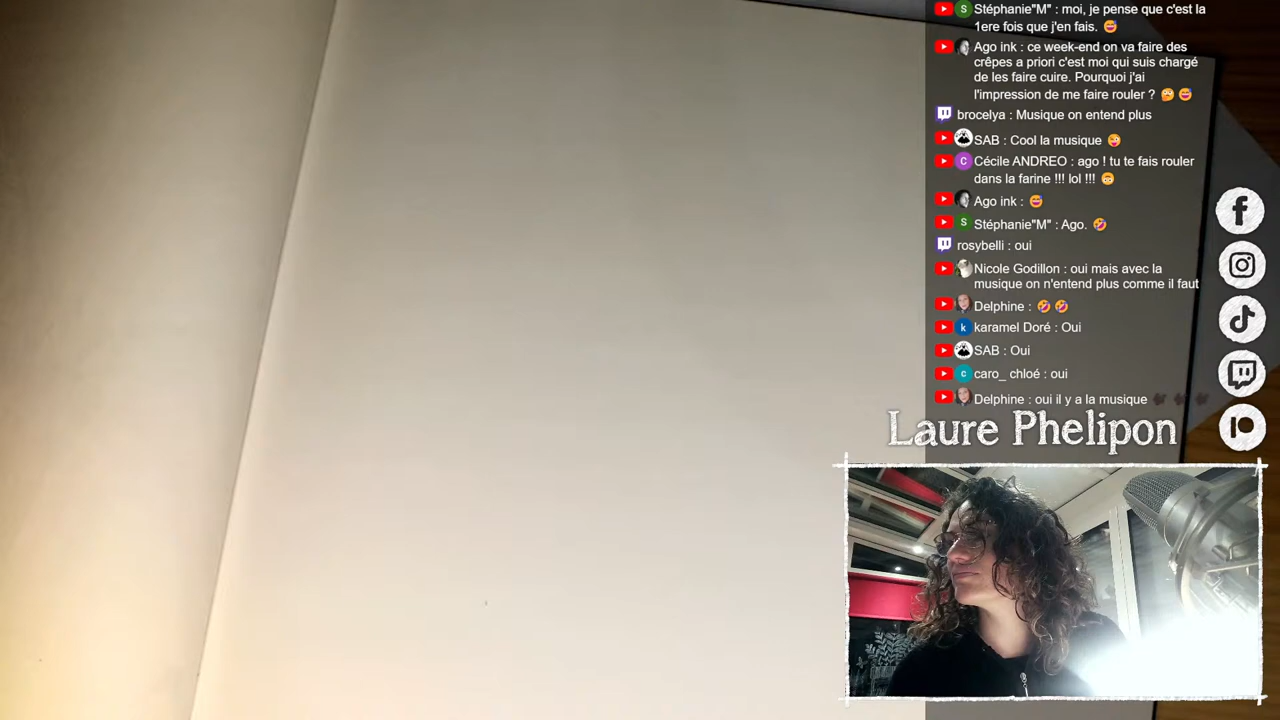 Stéphanie"M" : moi, je pense que c'est la
1ere fois que j'en fais. 😅
Ago ink : ce week-end on va faire des
crêpes a priori c'est moi qui suis chargé
de les faire cuire. Pourquoi j'ai
l'impression de me faire rouler ? 🤔 😅
brocelya : Musique on entend plus
SAB : Cool la musique 😜
Cécile ANDREO : ago ! tu te fais rouler
dans la farine !!! lol !!! 🙃
Ago ink : 😅
Stéphanie"M" : Ago. 🤣
rosybelli : oui
Nicole Godillon : oui mais avec la
musique on n'entend plus comme il faut
Delphine : 🤣 🤣
karamel Doré : Oui
SAB : Oui
caro_ chloé : oui
Delphine : oui il y a la musique
Laure Phelipon